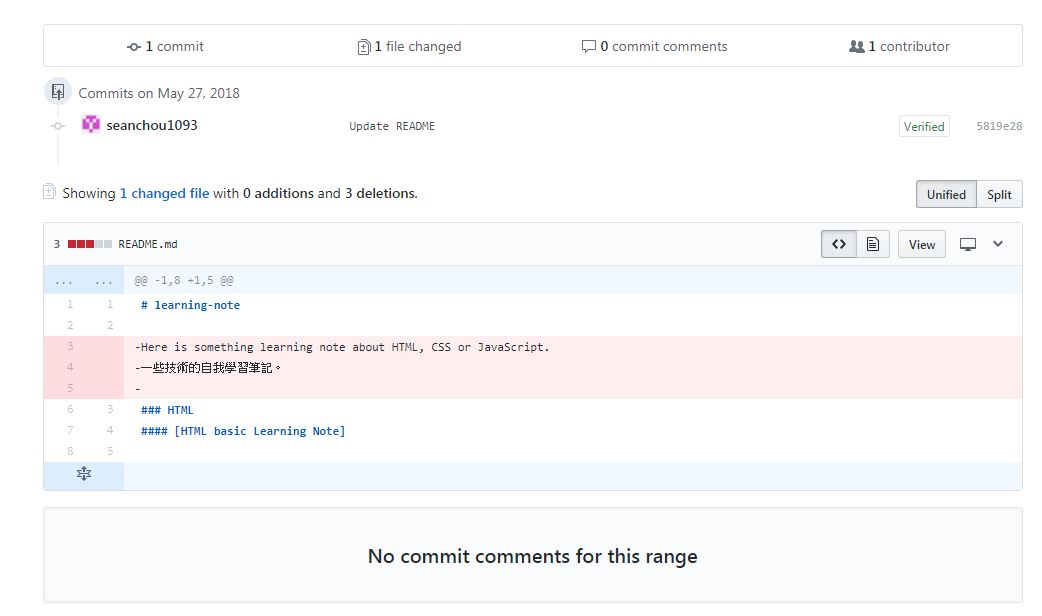 1 commit 1 file changed 0 commit comments 1 contributor
Commits on May 27, 2018
seanchou1093 Update README Verified 5819e28
Showing 1 changed file with 0 additions and 3 deletions. Unified Split
3 README.md <> View
... ... @@ -1,8 +1,5 @@
1 1 # learning-note
2 2
3 -Here is something learning note about HTML, CSS or JavaScript.
4 -一些技術的自我學習筆記。
5 -
6 3 ### HTML
7 4 #### [HTML basic Learning Note]
8 5
No commit comments for this range